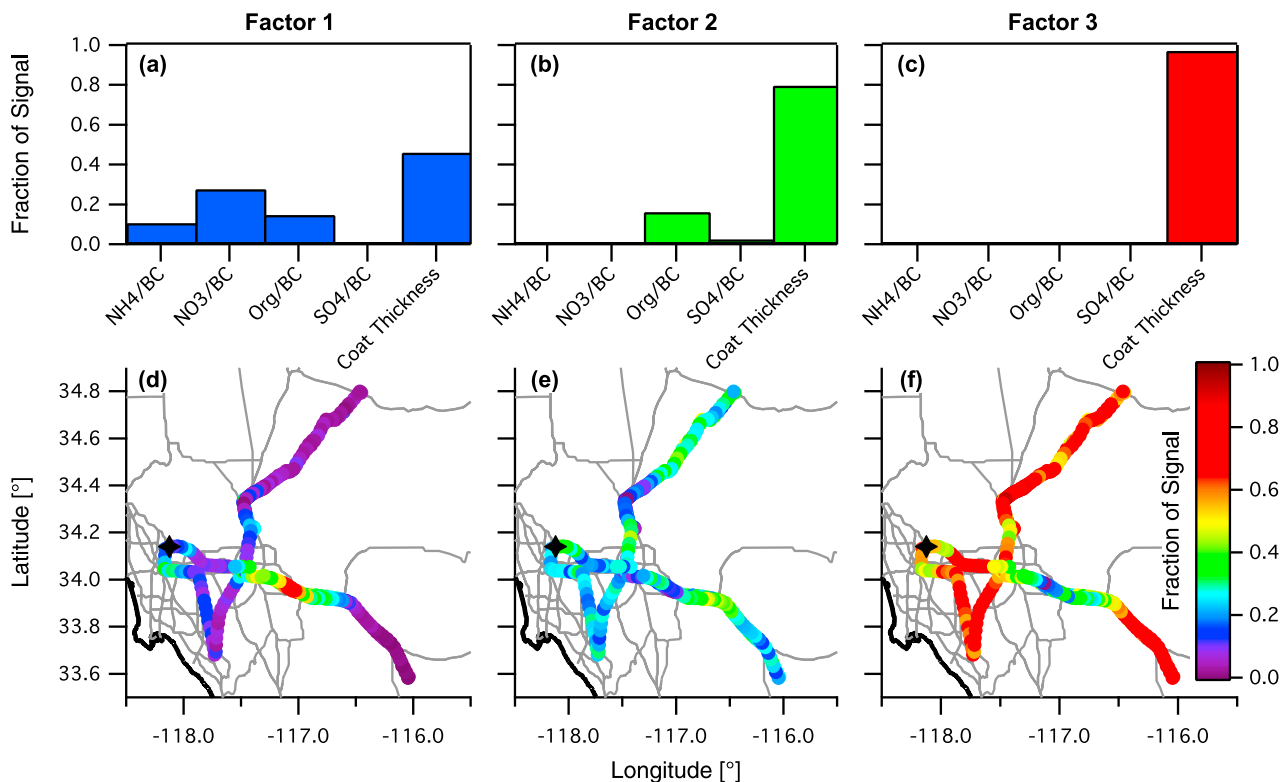 Factor 1 Factor 2 Factor 3
1.0
0.8
0.6
0.4
0.2
0.0
Fraction of Signal
(a) (b) (c)
NH4/BC
NO3/BC
Org/BC
SO4/BC
Coat Thickness
NH4/BC
NO3/BC
Org/BC
SO4/BC
Coat Thickness
NH4/BC
NO3/BC
Org/BC
SO4/BC
Coat Thickness
(d) (e) (f)
34.8
34.6
34.4
34.2
34.0
33.8
33.6
Latitude [°]
-118.0 -117.0 -116.0
-118.0 -117.0 -116.0
-118.0 -117.0 -116.0
Longitude [°]
Fraction of Signal
1.0
0.8
0.6
0.4
0.2
0.0